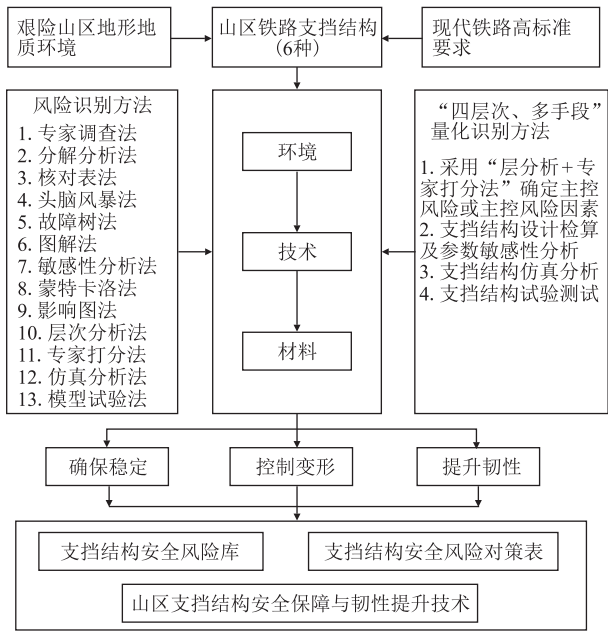 艰险山区地形地
质环境
山区铁路支挡结构
(6种)
现代铁路高标准
要求
风险识别方法
1. 专家调查法
2. 分解分析法
3. 核对表法
4. 头脑风暴法
5. 故障树法
6. 图解法
7. 敏感性分析法
8. 蒙特卡洛法
9. 影响图法
10. 层次分析法
11. 专家打分法
12. 仿真分析法
13. 模型试验法
环境
技术
材料
“四层次、多手段”
量化识别方法
1. 采用“层分析+专
家打分法”确定主控
风险或主控风险因素
2. 支挡结构设计检算
及参数敏感性分析
3. 支挡结构仿真分析
4. 支挡结构试验测试
确保稳定
控制变形
提升韧性
支挡结构安全风险库
支挡结构安全风险对策表
山区支挡结构安全保障与韧性提升技术